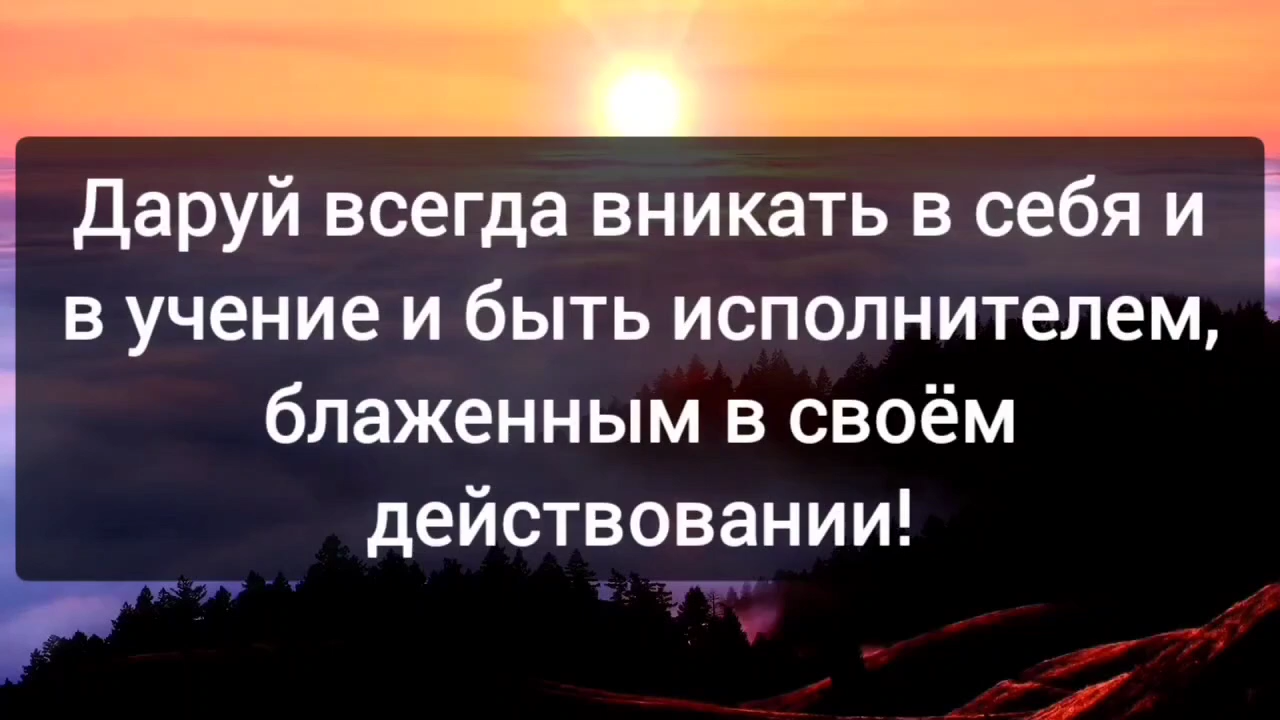 Даруй всегда вникать в себя и
в учение и быть исполнителем,
блаженным в своём
действовании!